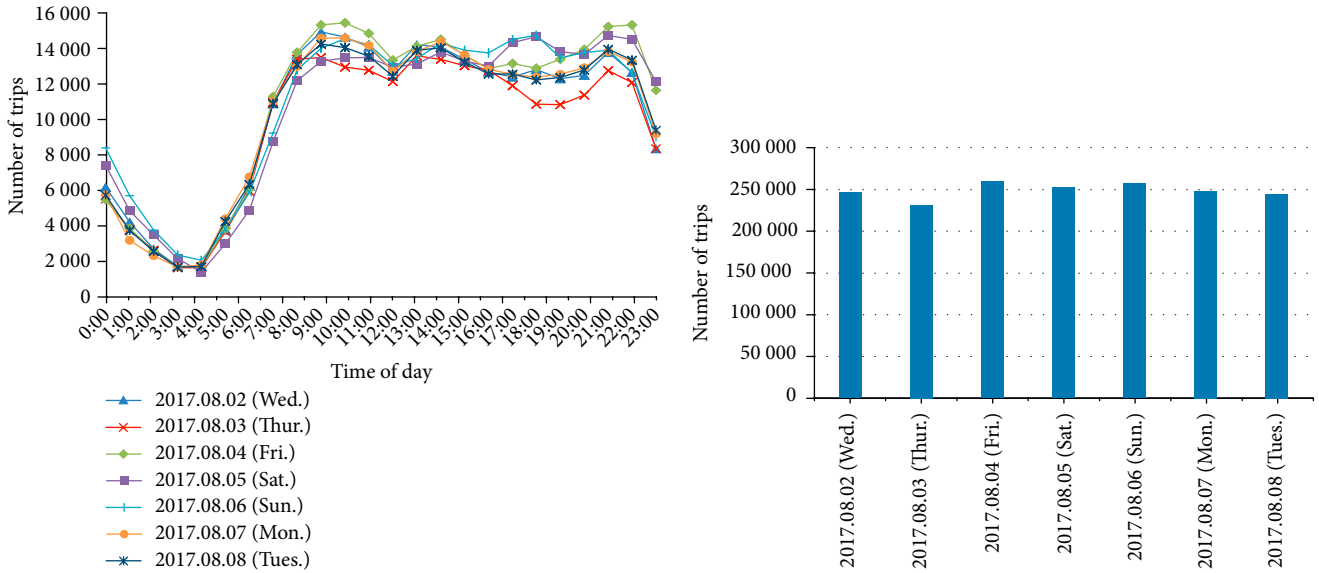 16 000
14 000
12 000
10 000
8 000
6 000
4 000
2 000
0
Number of trips
0:00
1:00
2:00
3:00
4:00
5:00
6:00
7:00
8:00
9:00
10:00
11:00
12:00
13:00
14:00
15:00
16:00
17:00
18:00
19:00
20:00
21:00
22:00
23:00
Time of day
2017.08.02 (Wed.)
2017.08.03 (Thur.)
2017.08.04 (Fri.)
2017.08.05 (Sat.)
2017.08.06 (Sun.)
2017.08.07 (Mon.)
2017.08.08 (Tues.)
300 000
250 000
200 000
150 000
100 000
50 000
0
Number of trips
2017.08.02 (Wed.)
2017.08.03 (Thur.)
2017.08.04 (Fri.)
2017.08.05 (Sat.)
2017.08.06 (Sun.)
2017.08.07 (Mon.)
2017.08.08 (Tues.)